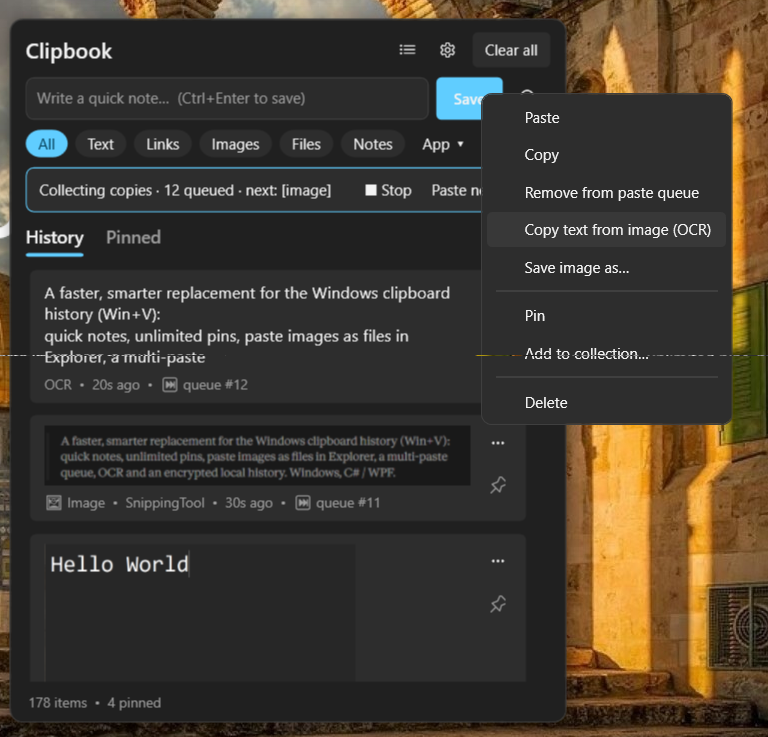 Clipbook
Clear all
Write a quick note... (Ctrl+Enter to save)
All Text Links Images Files Notes App
Collecting copies · 12 queued · next: [image] Stop Paste
History Pinned
A faster, smarter replacement for the Windows clipboard
history (Win+V):
quick notes, unlimited pins, paste images as files in
Explorer, a multi-paste
OCR • 20s ago • queue #12
A faster, smarter replacement for the Windows clipboard history (Win+V):
quick notes, unlimited pins, paste images as files in Explorer, a multi-paste
queue, OCR and an encrypted local history. Windows, C# / WPF.
Image • SnippingTool • 30s ago • queue #11
Hello World
178 items • 4 pinned
Paste
Copy
Remove from paste queue
Copy text from image (OCR)
Save image as...
Pin
Add to collection...
Delete